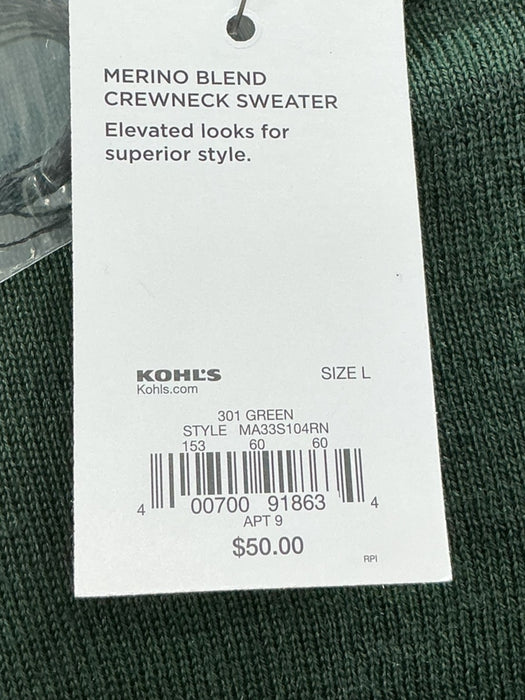 MERINO BLEND
CREWNECK SWEATER
Elevated looks for
superior style.
KOHL'S
Kohls.com
SIZE L
301 GREEN
STYLE MA33S104RN
153 60 60
4 00700 91863 4
APT 9
$50.00
RPI